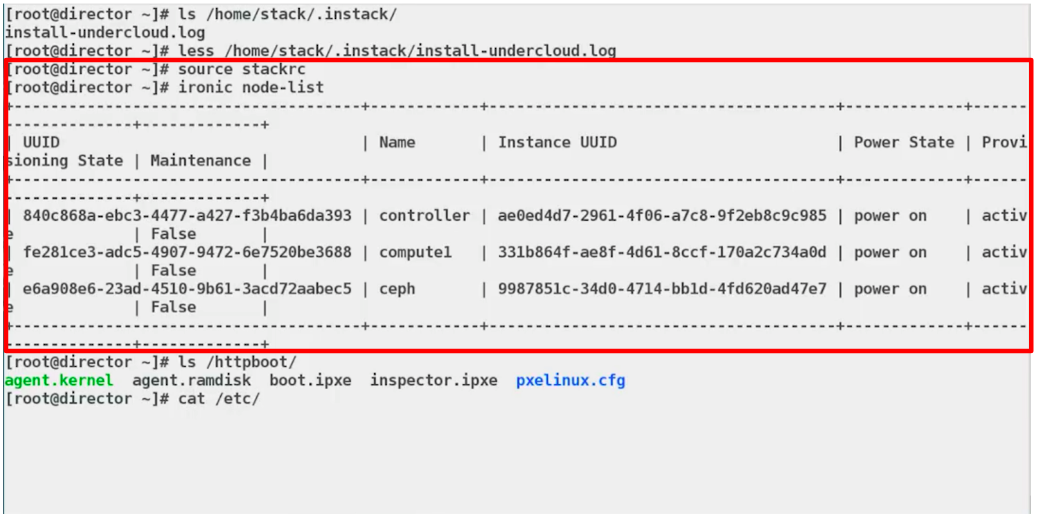 [root@director ~]# ls /home/stack/.instack/
install-undercloud.log
[root@director ~]# less /home/stack/.instack/install-undercloud.log
[root@director ~]# source stackrc
[root@director ~]# ironic node-list
+--------------------------------------+------------+--------------------------------------+-------------+------
--------------+-------------+
| UUID                                 | Name       | Instance UUID                        | Power State | Provi
sioning State | Maintenance |
+--------------------------------------+------------+--------------------------------------+-------------+------
--------------+-------------+
| 840c868a-ebc3-4477-a427-f3b4ba6da393 | controller | ae0ed4d7-2961-4f06-a7c8-9f2eb8c9c985 | power on    | activ
e             | False       |
| fe281ce3-adc5-4907-9472-6e7520be3688 | compute1   | 331b864f-ae8f-4d61-8ccf-170a2c734a0d | power on    | activ
e             | False       |
| e6a908e6-23ad-4510-9b61-3acd72aabec5 | ceph       | 9987851c-34d0-4714-bb1d-4fd620ad47e7 | power on    | activ
e             | False       |
+--------------------------------------+------------+--------------------------------------+-------------+------
--------------+-------------+
[root@director ~]# ls /httpboot/
agent.kernel  agent.ramdisk  boot.ipxe  inspector.ipxe  pxelinux.cfg
[root@director ~]# cat /etc/